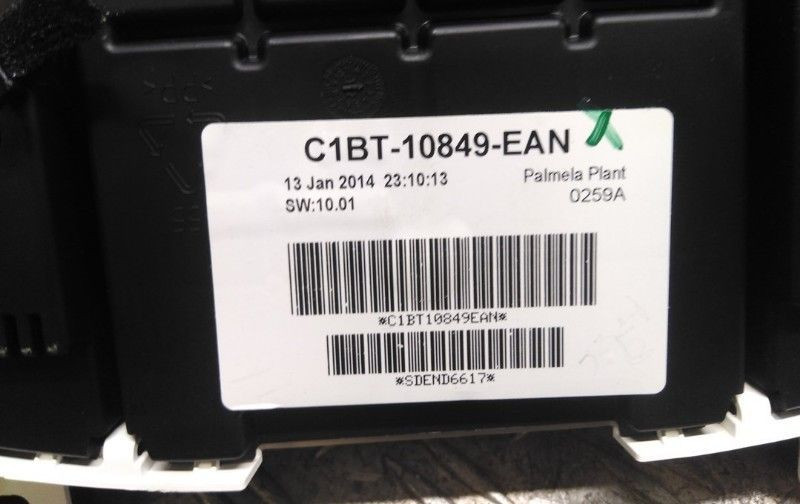 C1BT-10849-EAN
13 Jan 2014 23:10:13
Palmela Plant
SW:10.01
0259A
*C1BT10849EAN*
*SDEND6617*